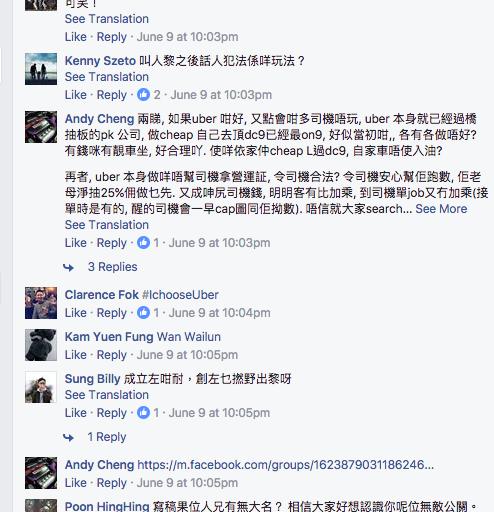 可笑！
See Translation
Like · Reply · June 9 at 10:03pm
Kenny Szeto 叫人黎之後話人犯法係咩玩法？
See Translation
Like · Reply · 2 · June 9 at 10:03pm
Andy Cheng 兩睇, 如果uber 咁好, 又點會咁多司機唔玩, uber 本身就已經過橋
抽板的pk 公司, 做cheap 自己去頂dc9已經最on9, 好似當初咁,, 各有各做唔好?
有錢咪有靚車坐, 好合理吖. 使咩依家仲cheap L過dc9, 自家車唔使入油?
再者, uber 本身做咩唔幫司機拿營運証, 令司機合法? 令司機安心幫佢跑數, 佢老
母淨抽25%佣做乜先. 又成呻呃司機錢, 明明客有比加乘, 到司機單job又冇加乘(接
單時是有的, 醒的司機會一早cap圖同佢拗數). 唔信就大家search... See More
See Translation
Like · Reply · 1 · June 9 at 10:03pm
3 Replies
Clarence Fok #IchooseUber
Like · Reply · 1 · June 9 at 10:04pm
Kam Yuen Fung Wan Wailun
Like · Reply · June 9 at 10:05pm
Sung Billy 成立左咁耐，創左乜撚野出黎呀
See Translation
Like · Reply · 1 · June 9 at 10:05pm
1 Reply
Andy Cheng https://m.facebook.com/groups/1623879031186246...
Like · Reply · June 9 at 10:05pm
Poon HingHing 寫稿果位人兄有無大名？ 相信大家好想認識你呢位無敵公關。